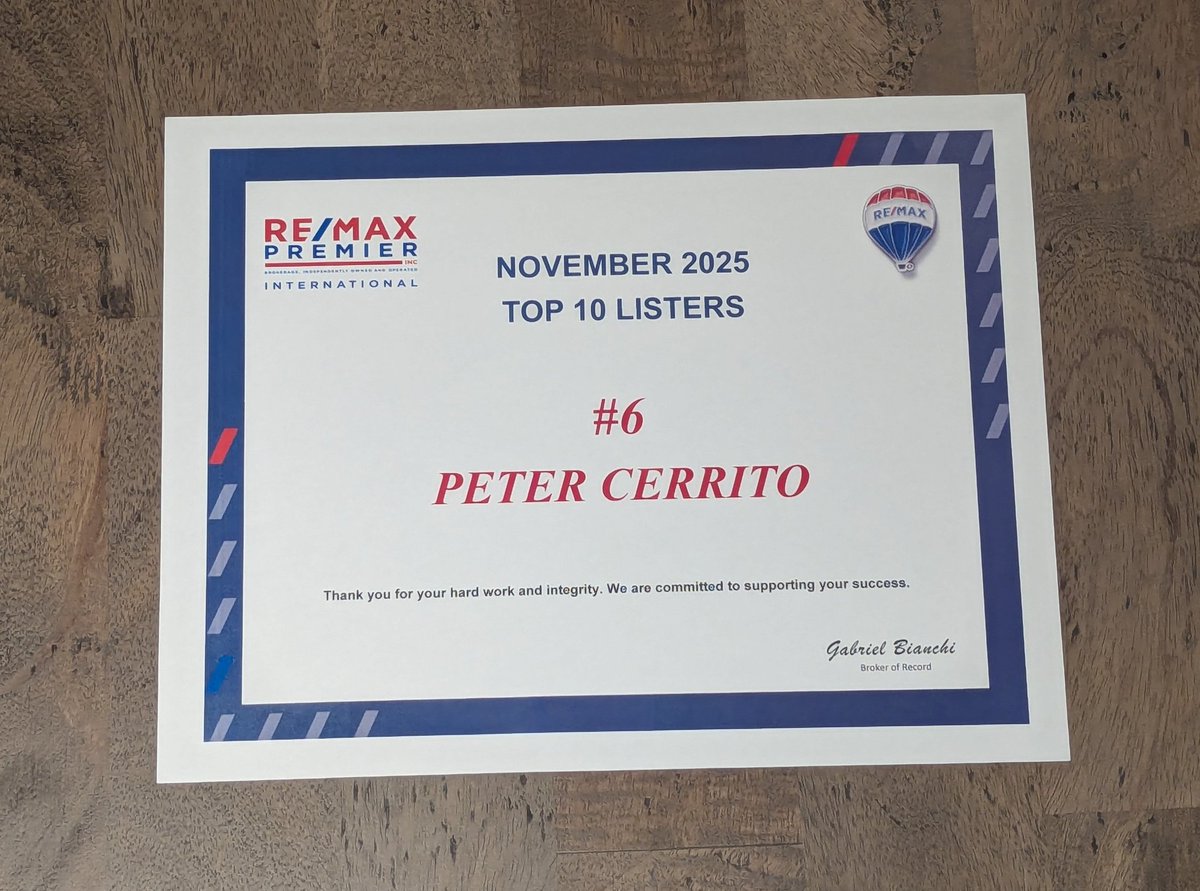 RE/MAX
PREMIER
INC
BROKERAGE, INDEPENDENTLY OWNED AND OPERATED
INTERNATIONAL
RE/MAX
NOVEMBER 2025
TOP 10 LISTERS
#6
PETER CERRITO
Thank you for your hard work and integrity. We are committed to supporting your success.
Gabriel Bianchi
Broker of Record